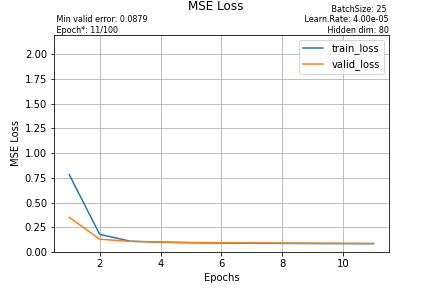 MSE Loss
Min valid error: 0.0879
Epoch*: 11/100
BatchSize: 25
Learn.Rate: 4.00e-05
Hidden dim: 80
train_loss
valid_loss
MSE Loss
2.00
1.75
1.50
1.25
1.00
0.75
0.50
0.25
0.00
2 4 6 8 10
Epochs